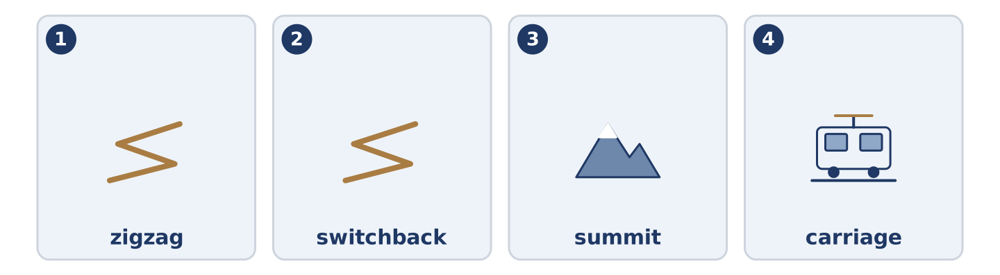 1
zigzag
2
switchback
3
summit
4
carriage